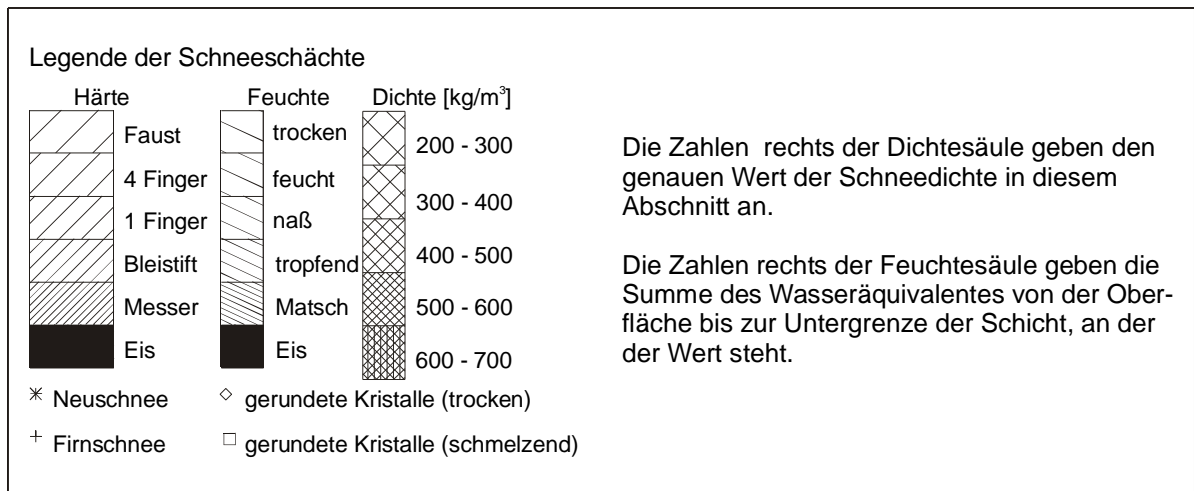 Legende der Schneeschächte
Härte
Faust
4 Finger
1 Finger
Bleistift
Messer
Eis
Feuchte
trocken
feucht
naß
tropfend
Matsch
Eis
Dichte [kg/m³]
200 - 300
300 - 400
400 - 500
500 - 600
600 - 700
Neuschnee
gerundete Kristalle (trocken)
Firnschnee
gerundete Kristalle (schmelzend)
Die Zahlen rechts der Dichtesäule geben den
genauen Wert der Schneedichte in diesem
Abschnitt an.
Die Zahlen rechts der Feuchtesäule geben die
Summe des Wasseräquivalentes von der Ober-
fläche bis zur Untergrenze der Schicht, an der
der Wert steht.